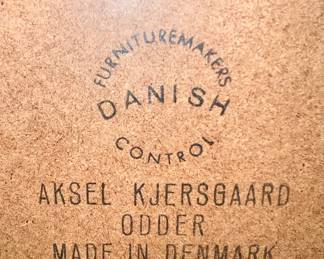 FURNITUREMAKERS
DANISH
CONTROL
AKSEL KJERSGAARD
ODDER
MADE IN DENMARK